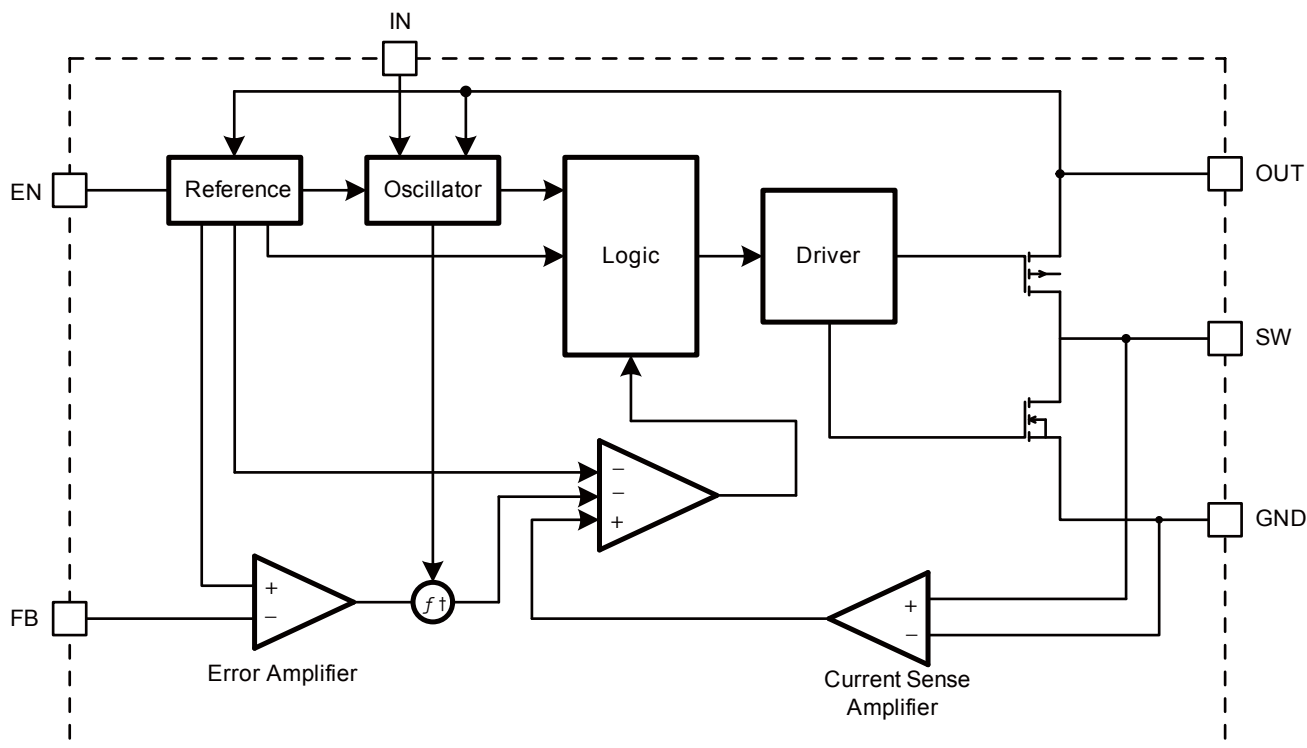 IN
EN
Reference
Oscillator
Logic
Driver
OUT
SW
GND
−
−
+
FB
+
−
ƒ†
+
−
Error Amplifier
Current Sense
Amplifier